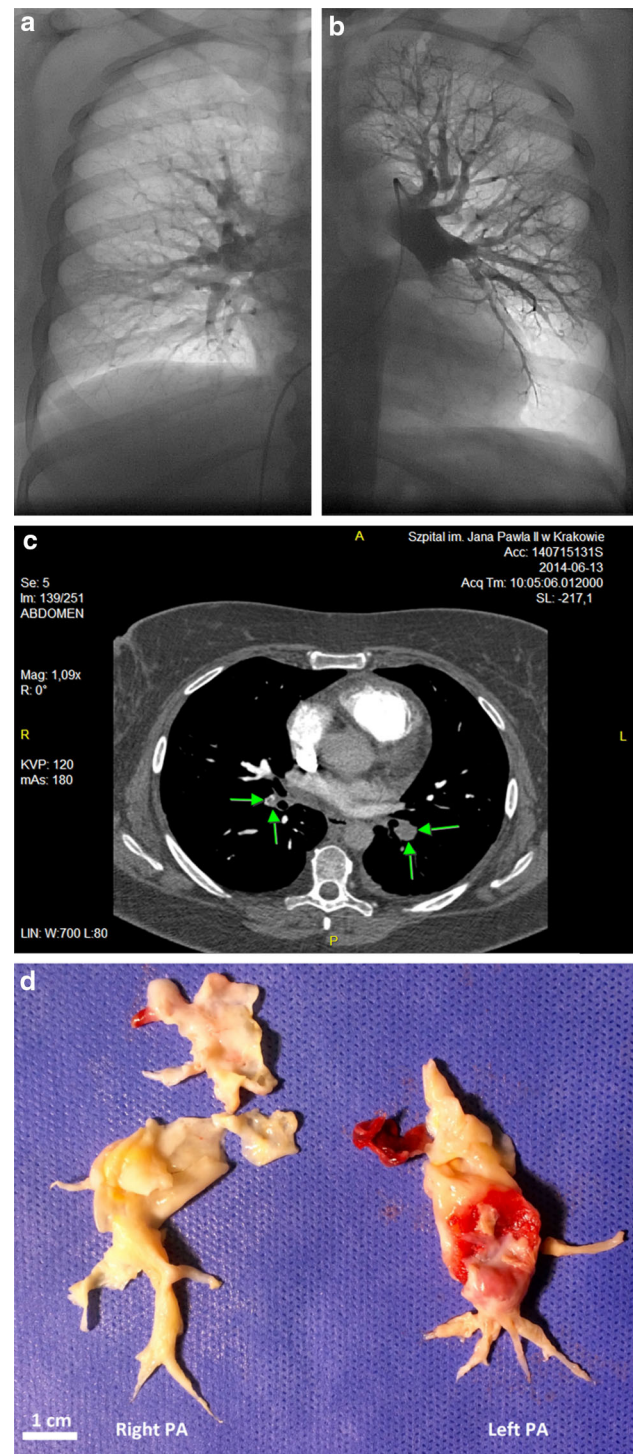 a
b
c
A
Szpital im. Jana Pawla II w Krakowie
Acc: 140715131S
2014-06-13
Acq Tm: 10:05:06.012000
SL: -217,1
Se: 5
Im: 139/251
ABDOMEN
Mag: 1,09x
R: 0°
R
L
KVP: 120
mAs: 180
LIN: W:700 L:80
P
d
1 cm
Right PA
Left PA